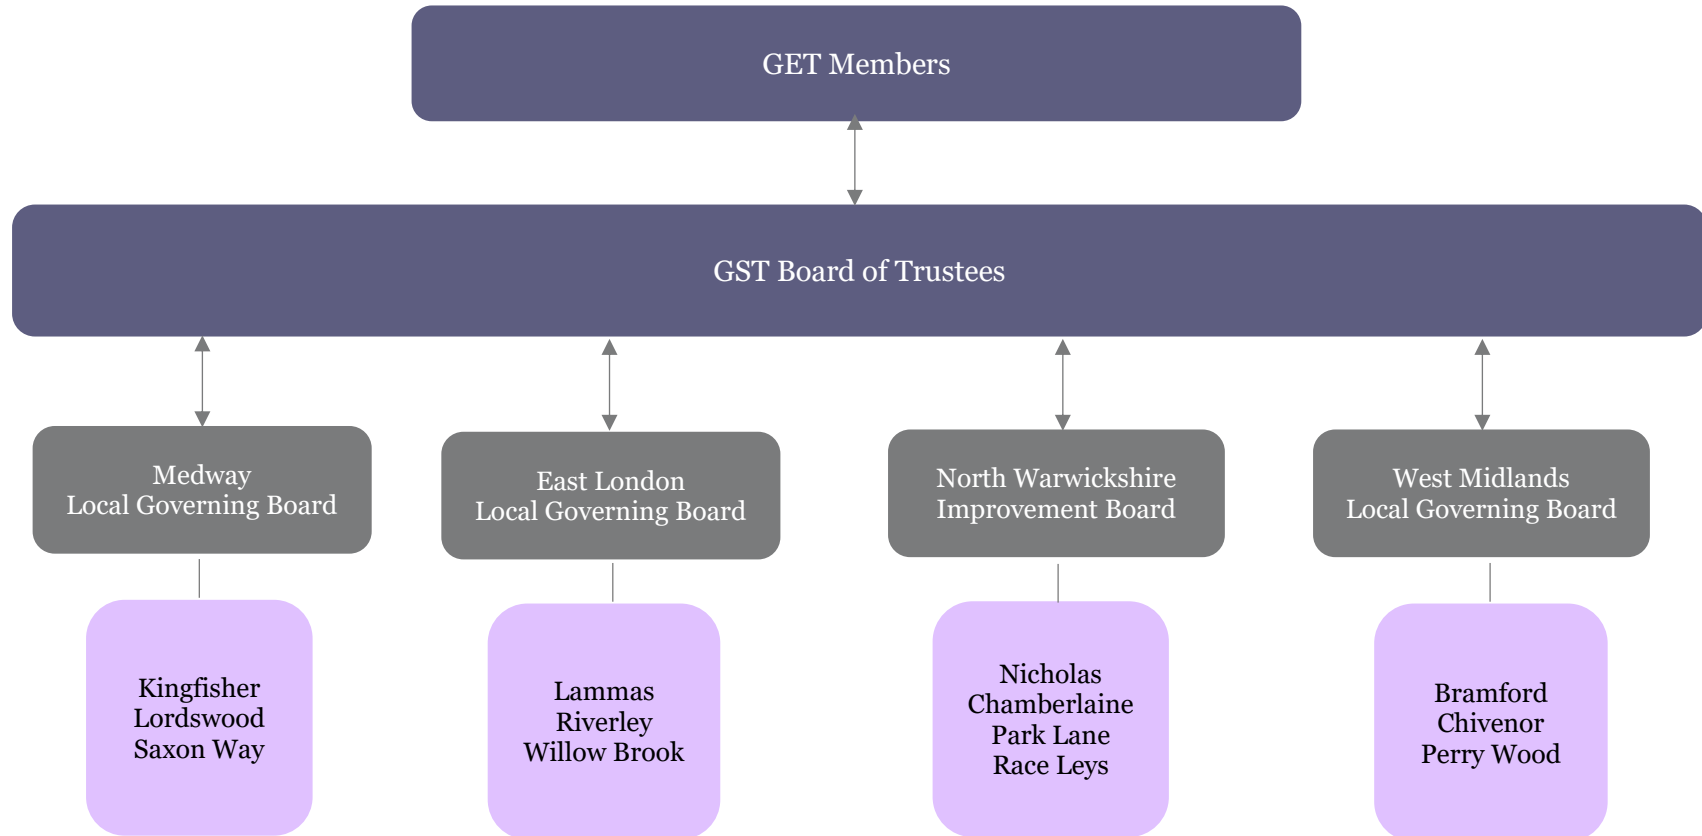 GET Members
GST Board of Trustees
Medway
Local Governing Board
East London
Local Governing Board
North Warwickshire
Improvement Board
West Midlands
Local Governing Board
Kingfisher
Lordswood
Saxon Way
Lammas
Riverley
Willow Brook
Nicholas
Chamberlaine
Park Lane
Race Leys
Bramford
Chivenor
Perry Wood